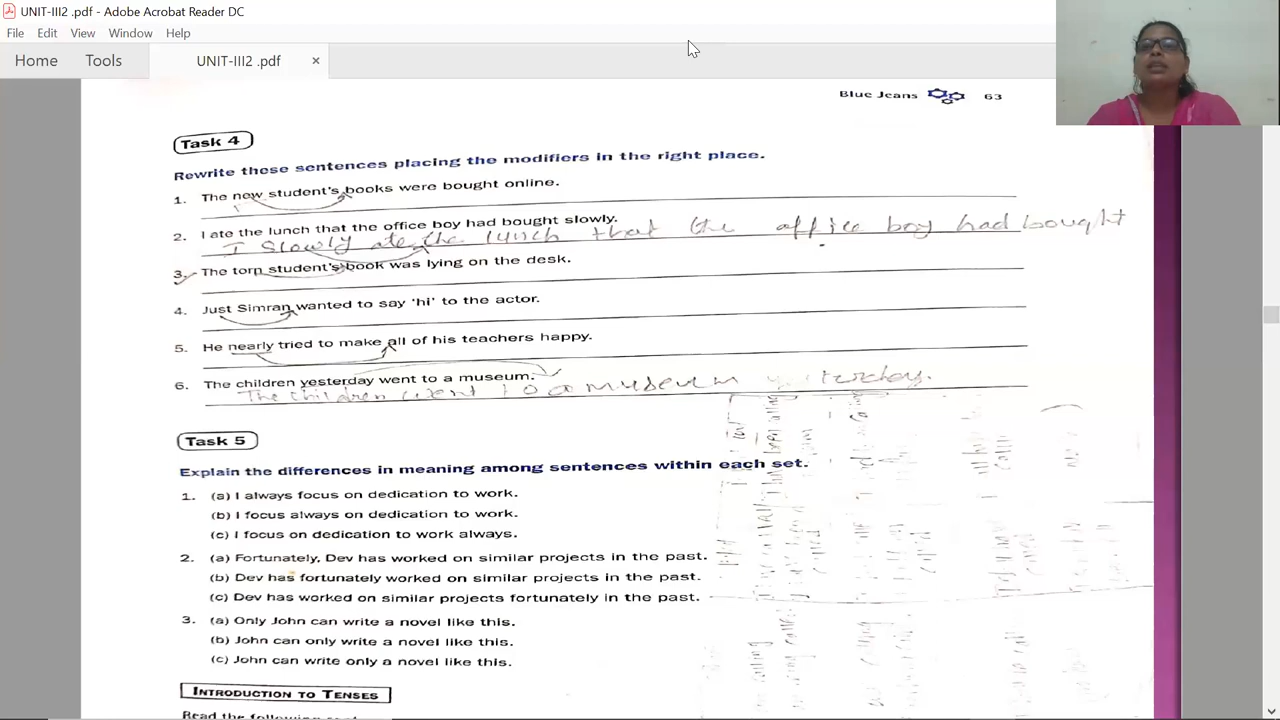 UNIT-III2 .pdf - Adobe Acrobat Reader DC
File Edit View Window Help
Home Tools UNIT-III2 .pdf ×
Blue Jeans 63
Task 4
Rewrite these sentences placing the modifiers in the right place.
1. The new student's books were bought online.
2. I ate the lunch that the office boy had bought slowly.
I slowly ate the lunch that the office boy had bought
3. The torn student's book was lying on the desk.
4. Just Simran wanted to say 'hi' to the actor.
5. He nearly tried to make all of his teachers happy.
6. The children yesterday went to a museum.
The children went to a museum yesterday.
Task 5
Explain the differences in meaning among sentences within each set.
1. (a) I always focus on dedication to work.
(b) I focus always on dedication to work.
(c) I focus on dedication to work always.
2. (a) Fortunately Dev has worked on similar projects in the past.
(b) Dev has fortunately worked on similar projects in the past.
(c) Dev has worked on similar projects fortunately in the past.
3. (a) Only John can write a novel like this.
(b) John can only write a novel like this.
(c) John can write only a novel like this.
INTRODUCTION TO TENSES
Read the following